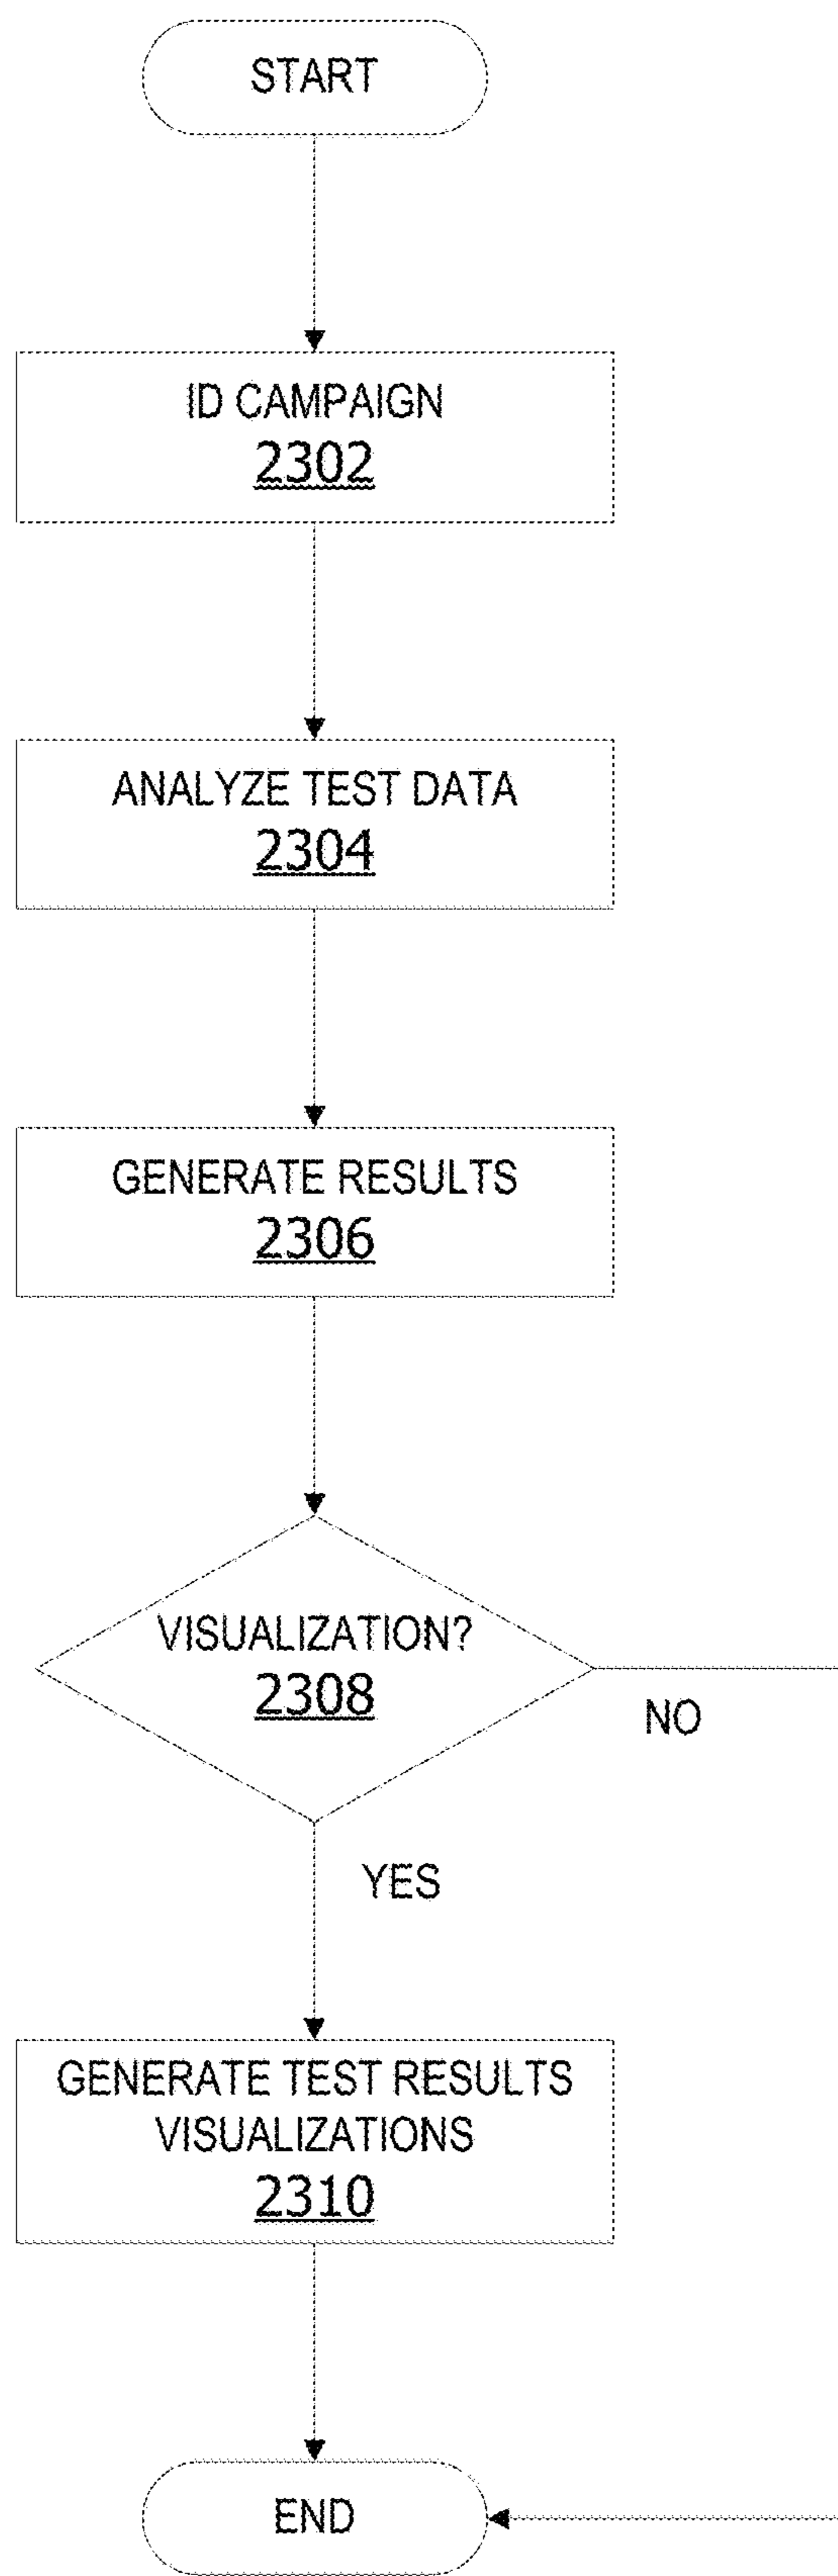 START
ID CAMPAIGN
2302
ANALYZE TEST DATA
2304
GENERATE RESULTS
2306
VISUALIZATION?
2308
NO
YES
GENERATE TEST RESULTS
VISUALIZATIONS
2310
END